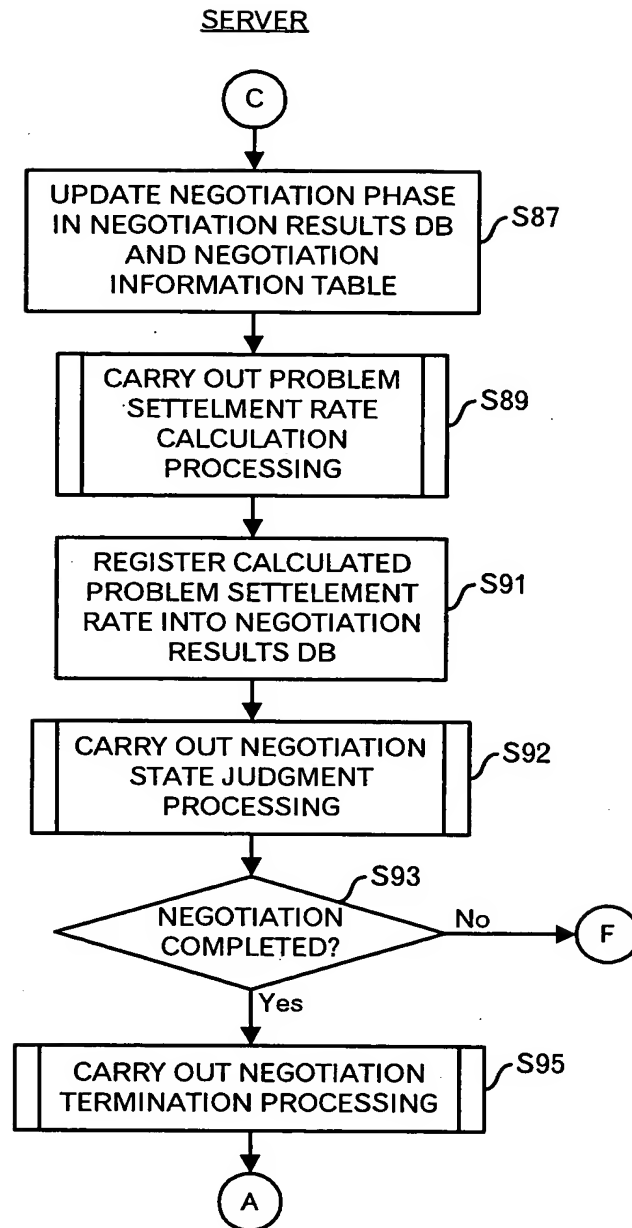 SERVER
C
UPDATE NEGOTIATION PHASE
IN NEGOTIATION RESULTS DB
AND NEGOTIATION
INFORMATION TABLE
S87
CARRY OUT PROBLEM
SETTELMENT RATE
CALCULATION
PROCESSING
S89
REGISTER CALCULATED
PROBLEM SETTELEMENT
RATE INTO NEGOTIATION
RESULTS DB
S91
CARRY OUT NEGOTIATION
STATE JUDGMENT
PROCESSING
S92
S93
NEGOTIATION
COMPLETED?
No
F
Yes
CARRY OUT NEGOTIATION
TERMINATION PROCESSING
S95
A